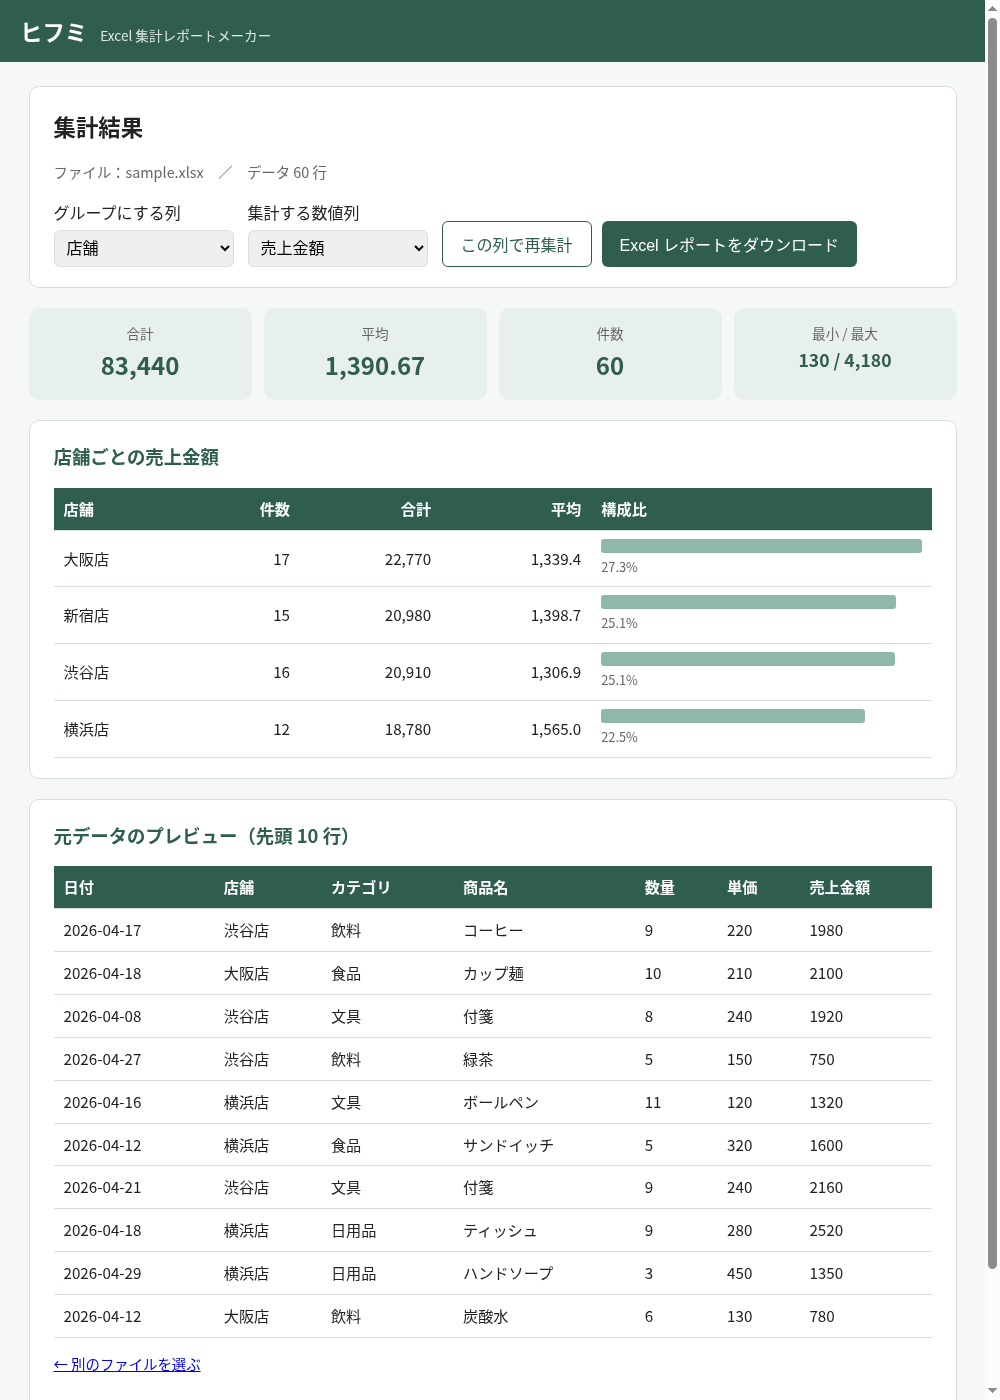 ヒフミ Excel 集計レポートメーカー
集計結果
ファイル：sample.xlsx ／ データ 60 行
グループにする列 集計する数値列
店舗 売上金額 この列で再集計 Excel レポートをダウンロード
合計 平均 件数 最小 / 最大
83,440 1,390.67 60 130 / 4,180
店舗ごとの売上金額
店舗 件数 合計 平均 構成比
大阪店 17 22,770 1,339.4 27.3%
新宿店 15 20,980 1,398.7 25.1%
渋谷店 16 20,910 1,306.9 25.1%
横浜店 12 18,780 1,565.0 22.5%
元データのプレビュー（先頭 10 行）
日付 店舗 カテゴリ 商品名 数量 単価 売上金額
2026-04-17 渋谷店 飲料 コーヒー 9 220 1980
2026-04-18 大阪店 食品 カップ麺 10 210 2100
2026-04-08 渋谷店 文具 付箋 8 240 1920
2026-04-27 渋谷店 飲料 緑茶 5 150 750
2026-04-16 横浜店 文具 ボールペン 11 120 1320
2026-04-12 横浜店 食品 サンドイッチ 5 320 1600
2026-04-21 渋谷店 文具 付箋 9 240 2160
2026-04-18 横浜店 日用品 ティッシュ 9 280 2520
2026-04-29 横浜店 日用品 ハンドソープ 3 450 1350
2026-04-12 大阪店 飲料 炭酸水 6 130 780
← 別のファイルを選ぶ